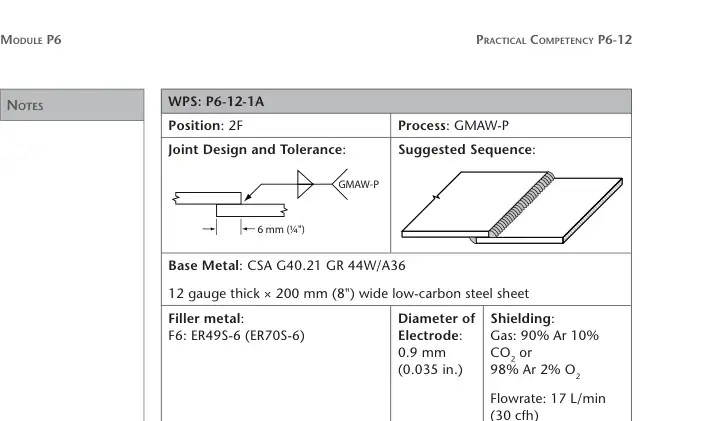 MODULE P6
PRACTICAL COMPETENCY P6-12
NOTES
WPS: P6-12-1A
Position: 2F
Process: GMAW-P
Joint Design and Tolerance:
GMAW-P
6 mm (¼")
Suggested Sequence:
Base Metal: CSA G40.21 GR 44W/A36
12 gauge thick × 200 mm (8") wide low-carbon steel sheet
Filler metal:
F6: ER49S-6 (ER70S-6)
Diameter of
Electrode:
0.9 mm
(0.035 in.)
Shielding:
Gas: 90% Ar 10%
CO₂ or
98% Ar 2% O₂
Flowrate: 17 L/min
(30 cfh)